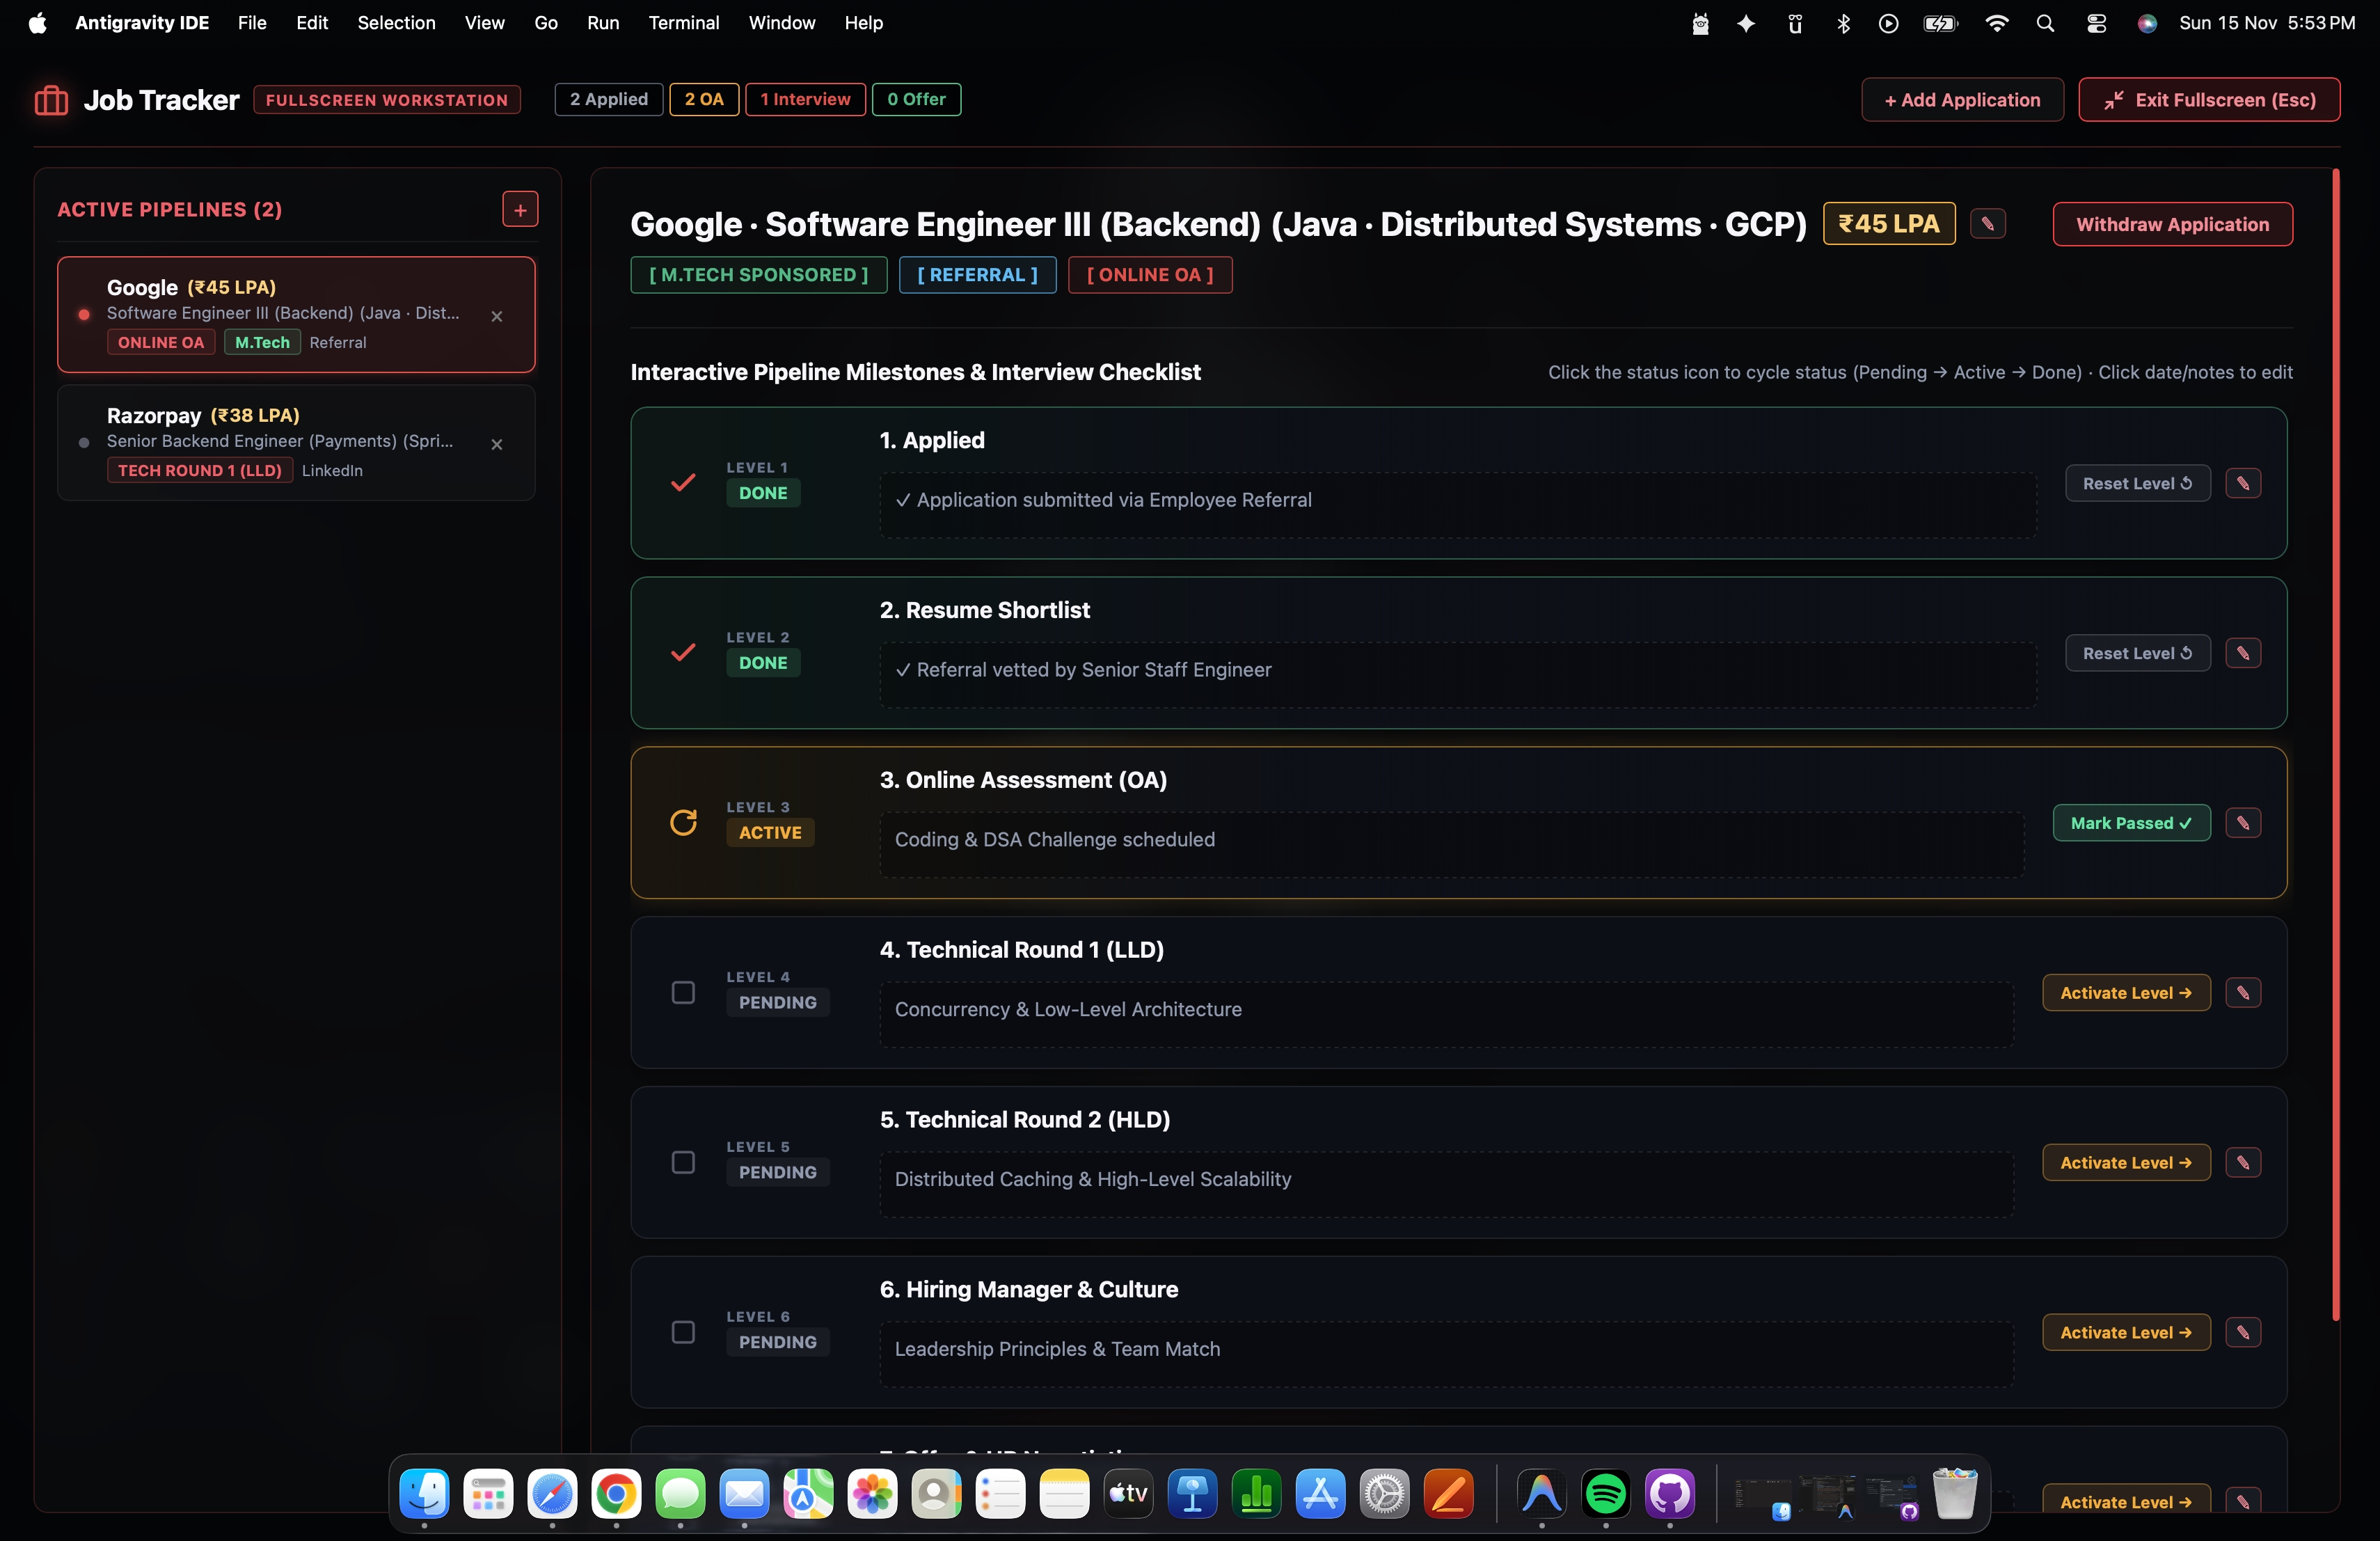 Antigravity IDE File Edit Selection View Go Run Terminal Window Help Sun 15 Nov 5:53 PM
Job Tracker FULLSCREEN WORKSTATION 2 Applied 2 OA 1 Interview 0 Offer + Add Application Exit Fullscreen (Esc)
ACTIVE PIPELINES (2) +
Google (₹45 LPA)
Software Engineer III (Backend) (Java · Dist... ×
ONLINE OA M.Tech Referral
Razorpay (₹38 LPA)
Senior Backend Engineer (Payments) (Spri... ×
TECH ROUND 1 (LLD) LinkedIn
Google · Software Engineer III (Backend) (Java · Distributed Systems · GCP) ₹45 LPA Withdraw Application
[ M.TECH SPONSORED ] [ REFERRAL ] [ ONLINE OA ]
Interactive Pipeline Milestones & Interview Checklist Click the status icon to cycle status (Pending → Active → Done) · Click date/notes to edit
1. Applied
LEVEL 1
DONE
✓ Application submitted via Employee Referral
Reset Level ↺
2. Resume Shortlist
LEVEL 2
DONE
✓ Referral vetted by Senior Staff Engineer
Reset Level ↺
3. Online Assessment (OA)
LEVEL 3
ACTIVE
Coding & DSA Challenge scheduled
Mark Passed ✓
4. Technical Round 1 (LLD)
LEVEL 4
PENDING
Concurrency & Low-Level Architecture
Activate Level →
5. Technical Round 2 (HLD)
LEVEL 5
PENDING
Distributed Caching & High-Level Scalability
Activate Level →
6. Hiring Manager & Culture
LEVEL 6
PENDING
Leadership Principles & Team Match
Activate Level →
Activate Level →
tv